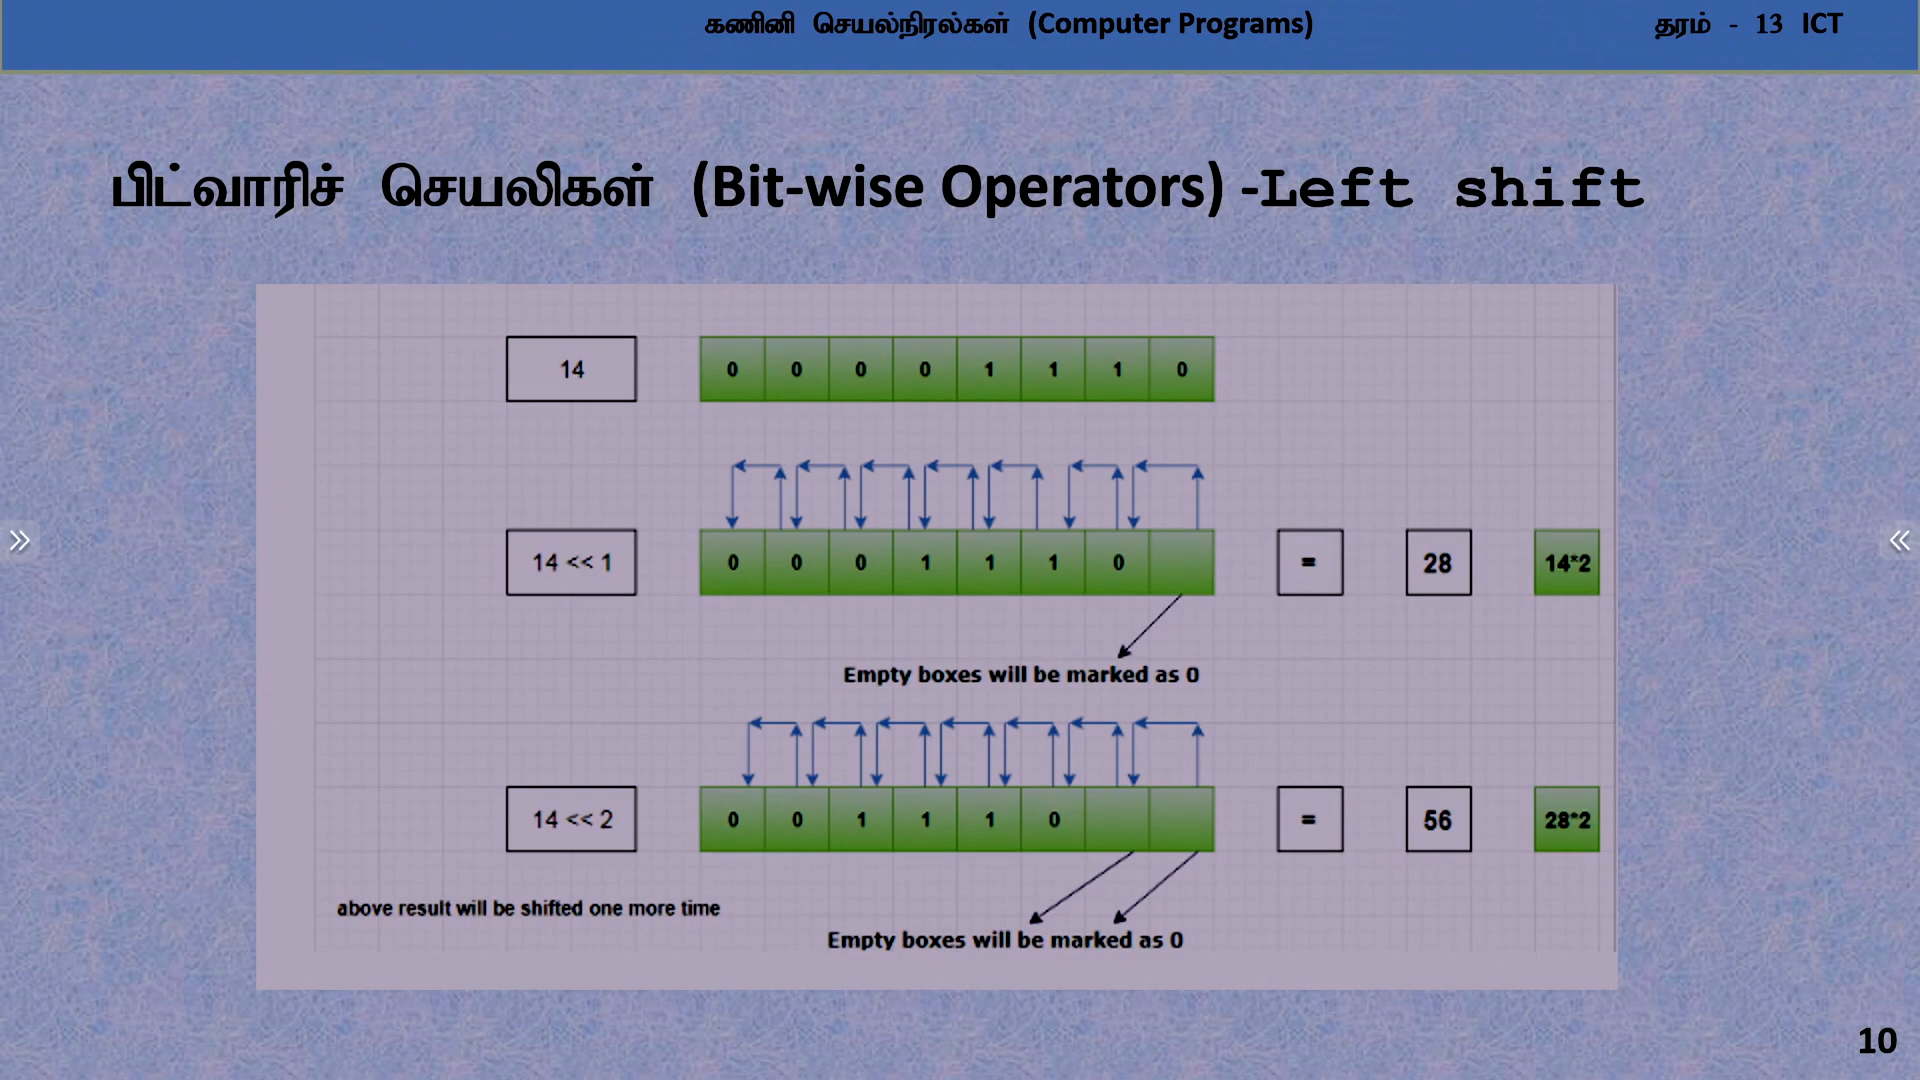 கணினி செயல்நிரல்கள் (Computer Programs)
தரம் - 13 ICT
பிட்வாரிச் செயலிகள் (Bit-wise Operators) -Left shift
14 0 0 0 0 1 1 1 0
14 << 1 0 0 0 1 1 1 0 = 28 14*2
Empty boxes will be marked as 0
14 << 2 0 0 1 1 1 0 = 56 28*2
above result will be shifted one more time
Empty boxes will be marked as 0
10